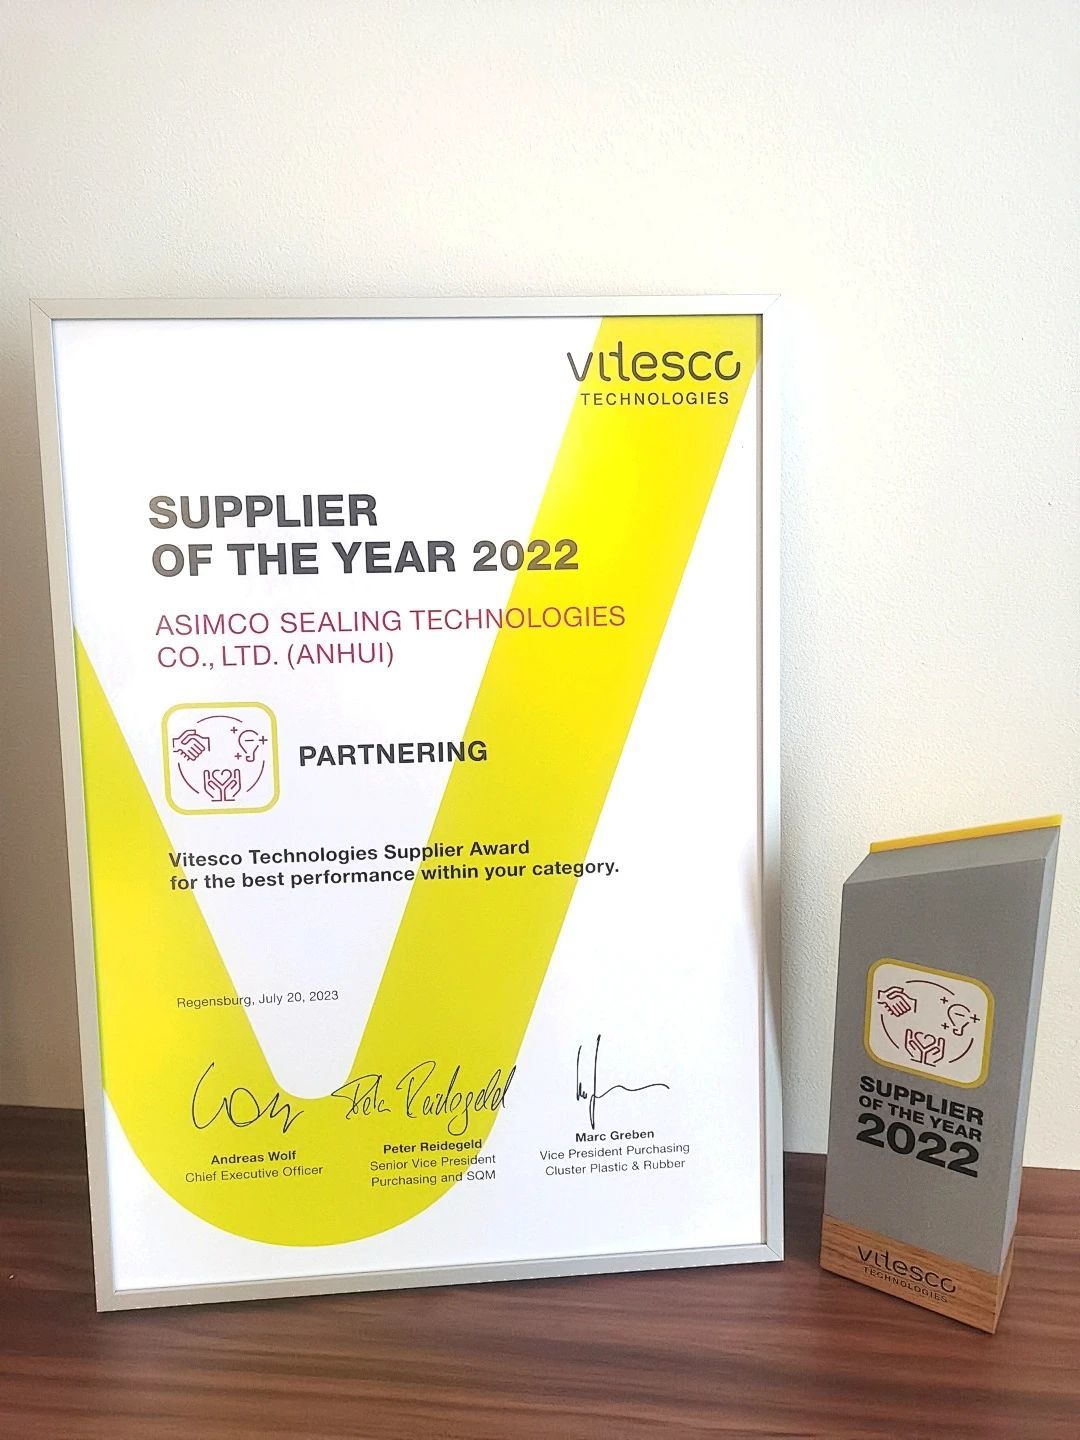 vitesco
TECHNOLOGIES
SUPPLIER
OF THE YEAR 2022
ASIMCO SEALING TECHNOLOGIES
CO., LTD. (ANHUI)
PARTNERING
Vitesco Technologies Supplier Award
for the best performance within your category.
Regensburg, July 20, 2023
Peter Reidegeld
Andreas Wolf
Chief Executive Officer
Peter Reidegeld
Senior Vice President
Purchasing and SQM
Marc Greben
Vice President Purchasing
Cluster Plastic & Rubber
SUPPLIER
OF THE YEAR
2022
vitesco
TECHNOLOGIES